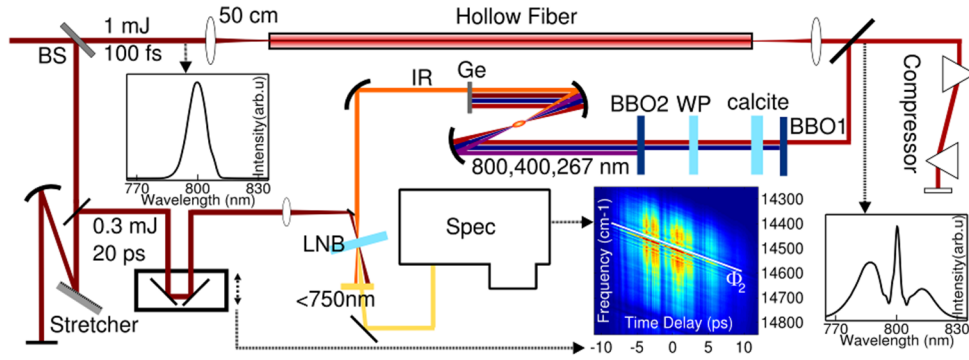 1 mJ
50 cm
Hollow Fiber
BS
100 fs
Intensity(arb.u)
770 800 830
Wavelength (nm)
IR
Ge
BBO2 WP calcite BBO1
800,400,267 nm
Compressor
0.3 mJ
20 ps
Stretcher
LNB
<750nm
Spec
Frequency (cm-1)
14300
14400
14500
14600
14700
14800
Φ2
Time Delay (ps)
-10 -5 0 5 10
Intensity(arb.u)
770 800 830
Wavelength (nm)